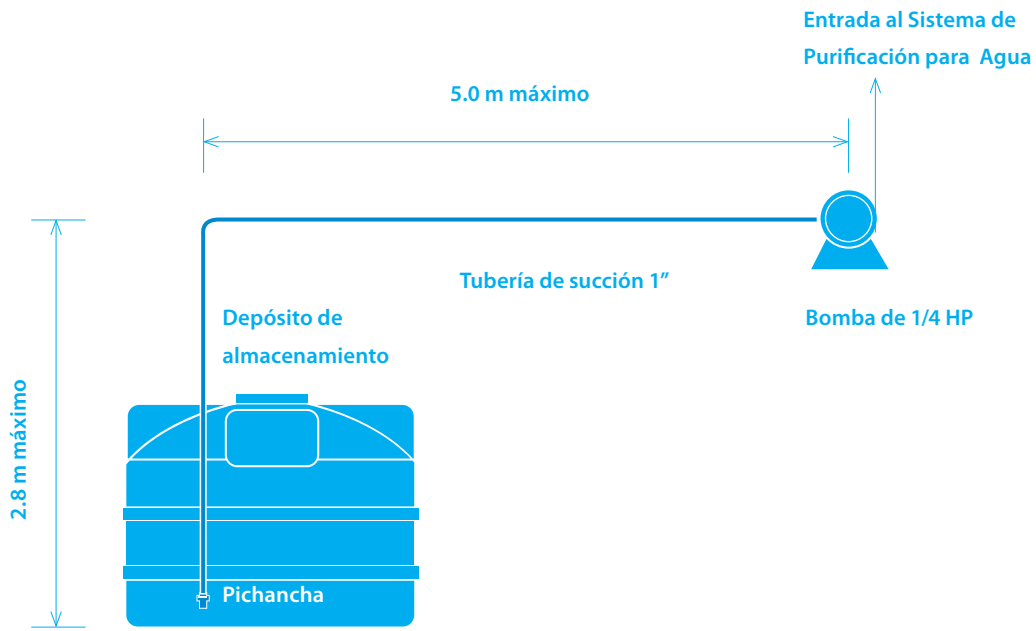 Entrada al Sistema de
Purificación para Agua
5.0 m máximo
Tubería de succión 1”
Depósito de
almacenamiento
Bomba de 1/4 HP
2.8 m máximo
Pichancha